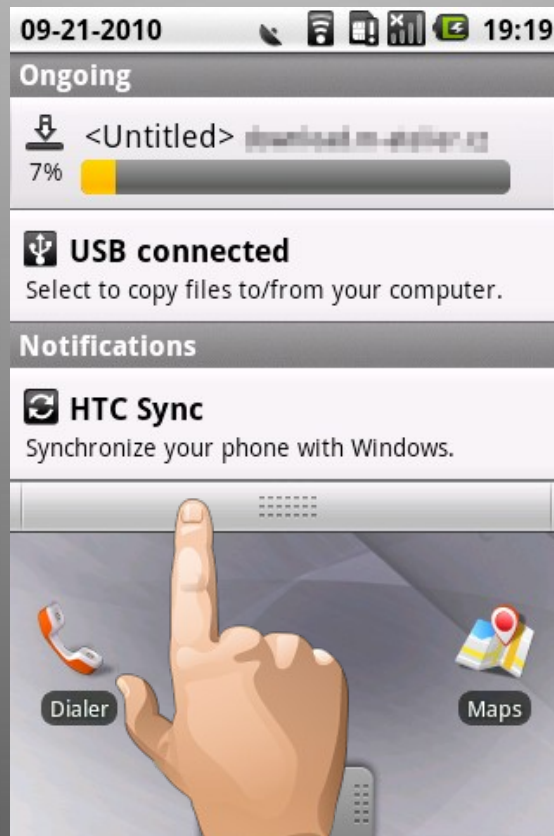 09-21-2010 19:19
Ongoing
<Untitled>
7%
USB connected
Select to copy files to/from your computer.
Notifications
HTC Sync
Synchronize your phone with Windows.
Dialer Maps